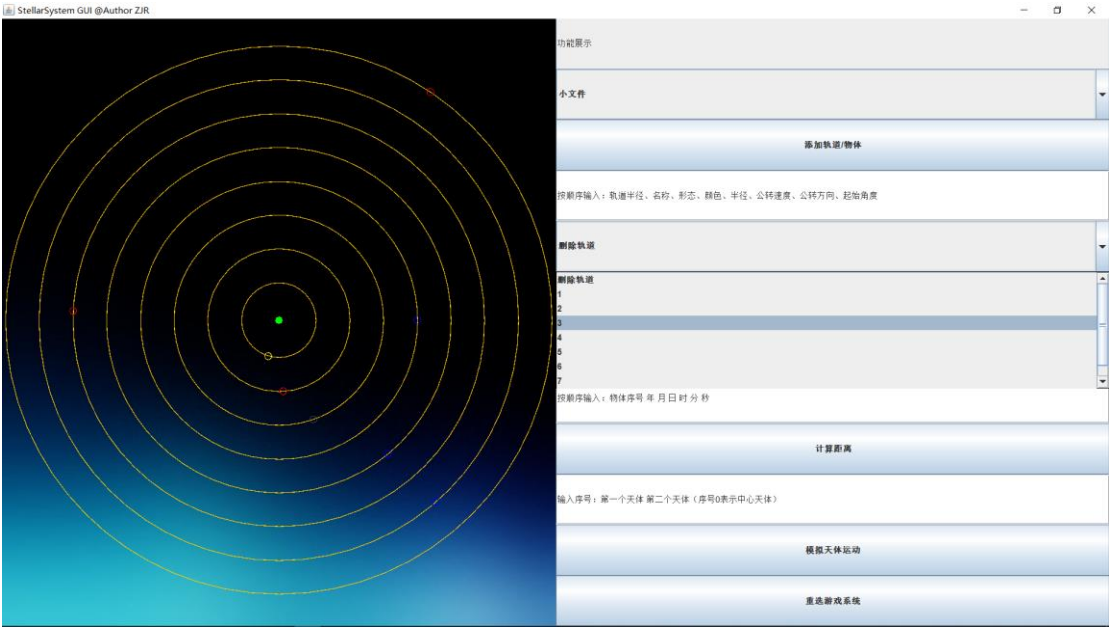 StellarSystem GUI @Author ZJR
功能展示
小文件
添加轨道/物体
按顺序输入：轨道半径、名称、形态、颜色、半径、公转速度、公转方向、起始角度
删除轨道
删除轨道
1
2
3
4
5
6
7
按顺序输入：物体序号 年 月 日 时 分 秒
计算距离
输入序号：第一个天体 第二个天体（序号0表示中心天体）
模拟天体运动
重选游戏系统